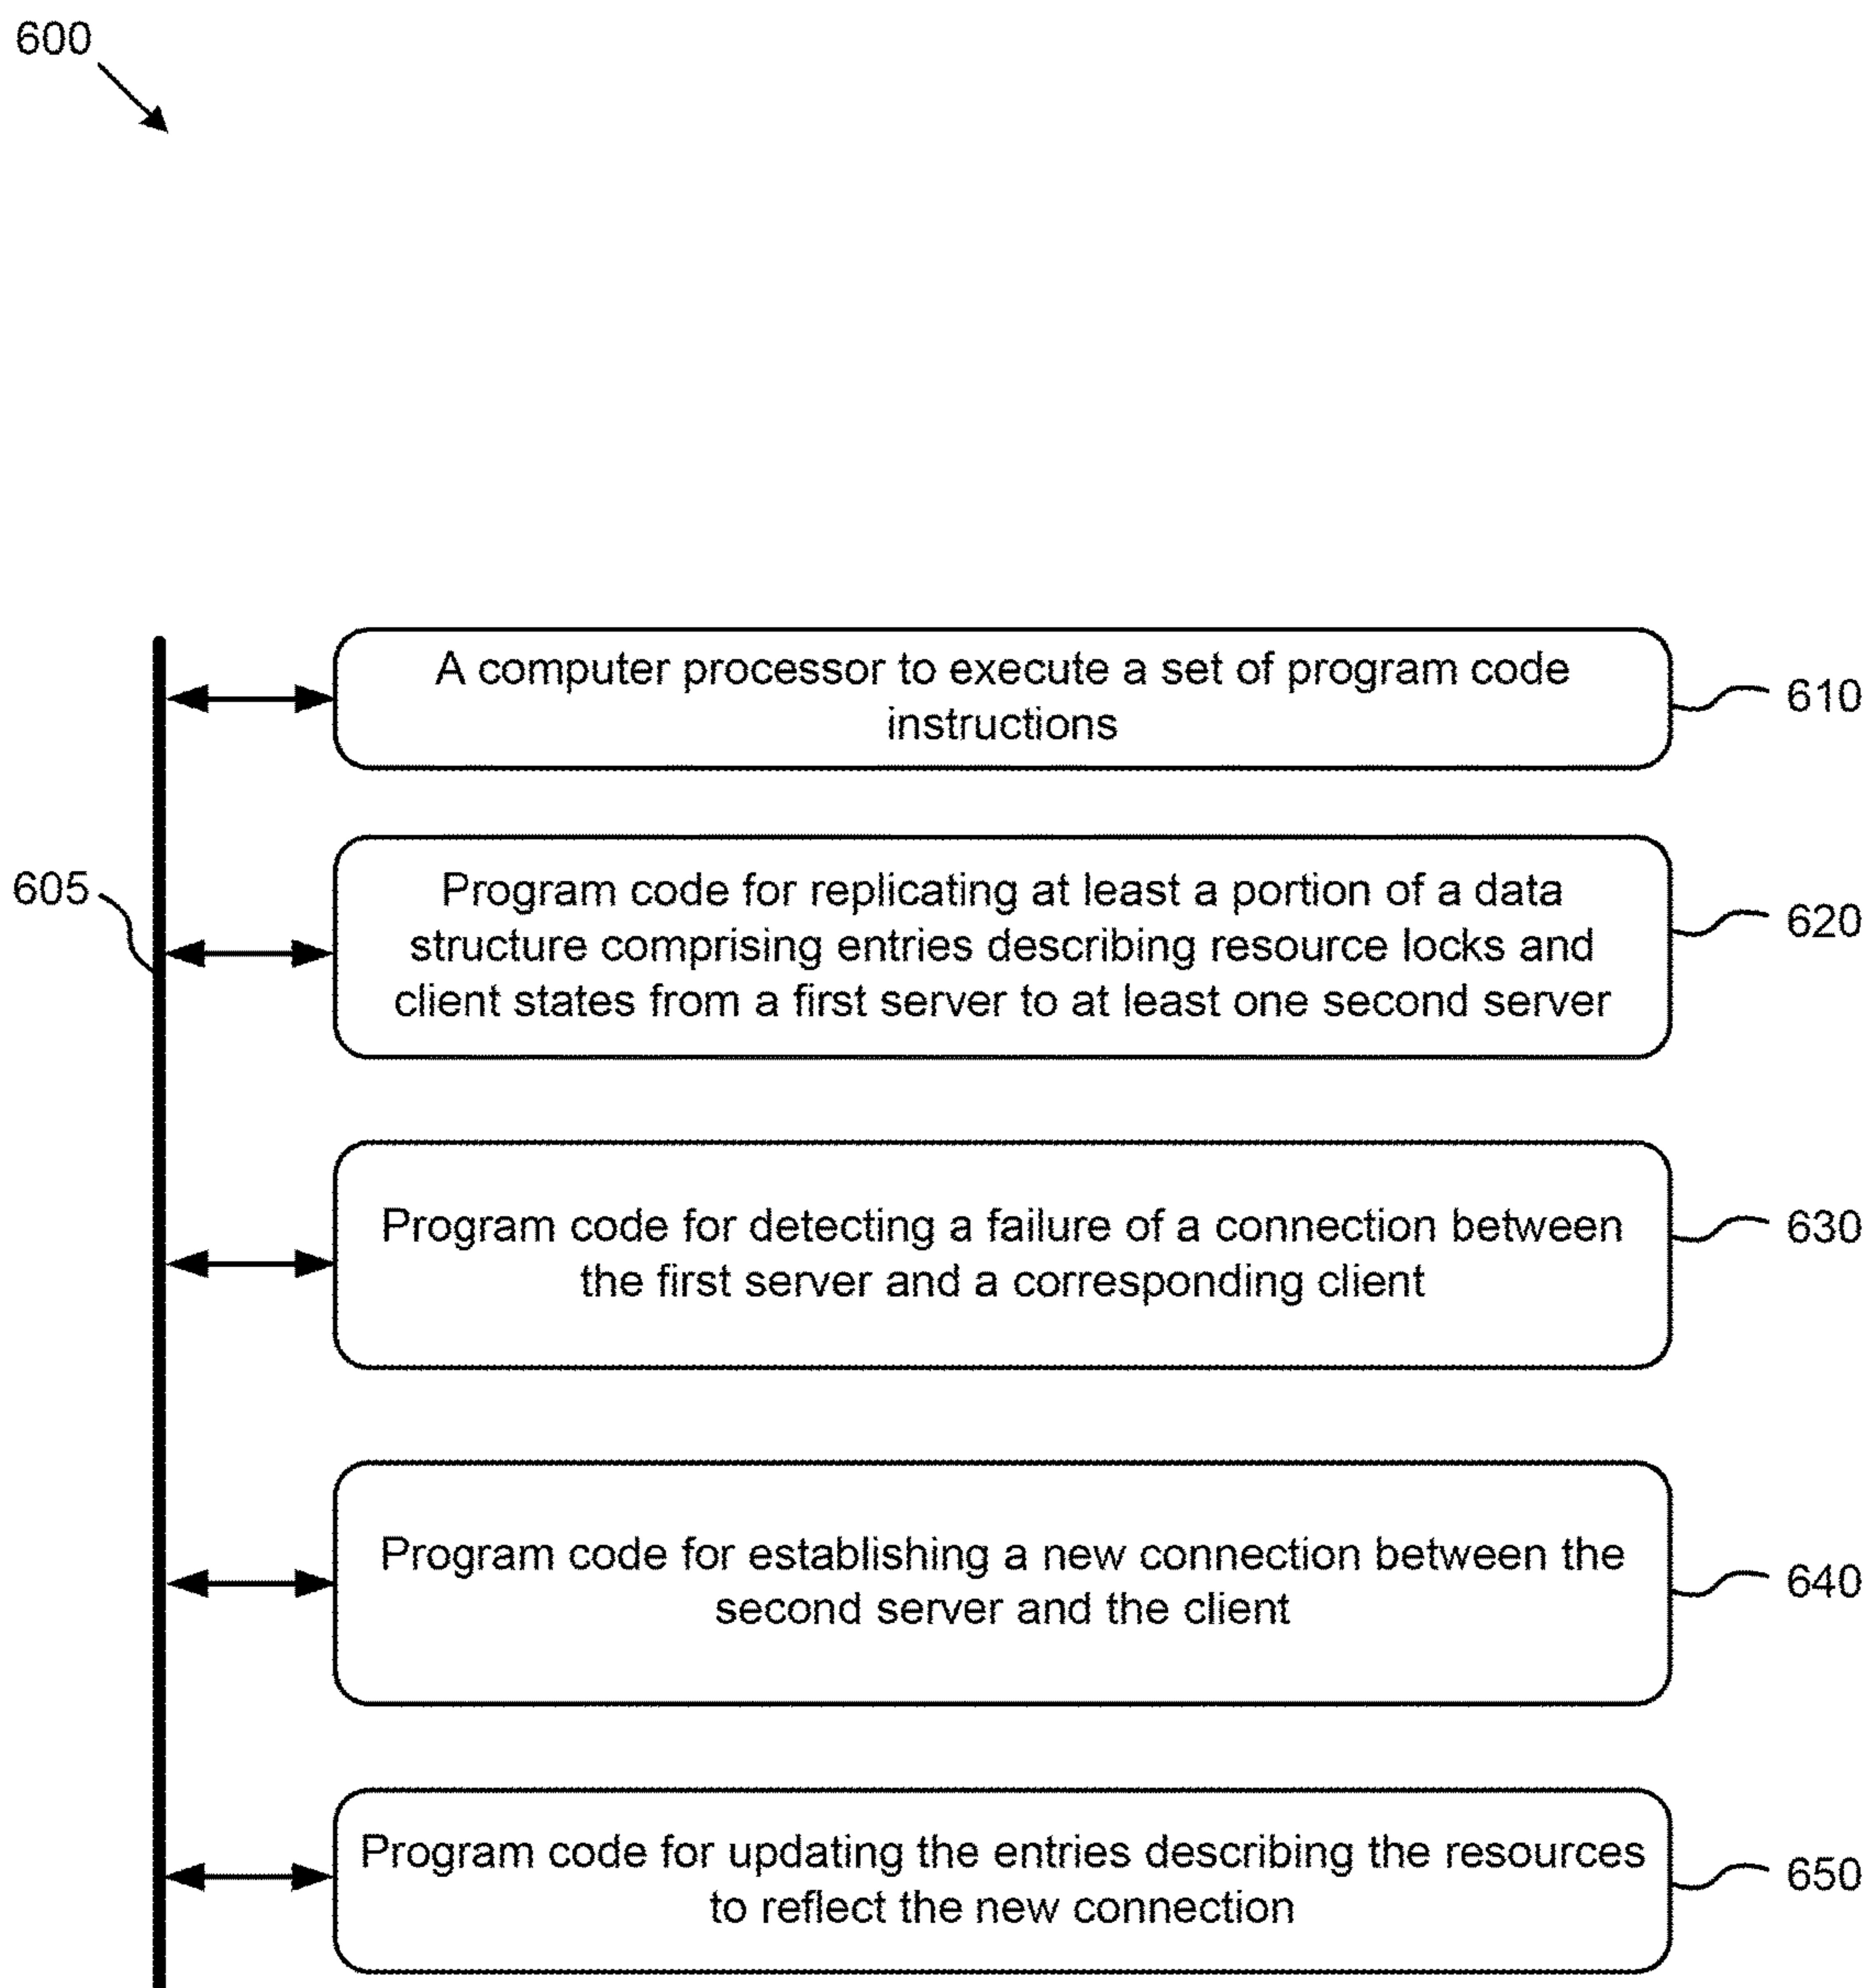 600
A computer processor to execute a set of program code
instructions
610
605
Program code for replicating at least a portion of a data
structure comprising entries describing resource locks and
client states from a first server to at least one second server
620
Program code for detecting a failure of a connection between
the first server and a corresponding client
630
Program code for establishing a new connection between the
second server and the client
640
Program code for updating the entries describing the resources
to reflect the new connection
650